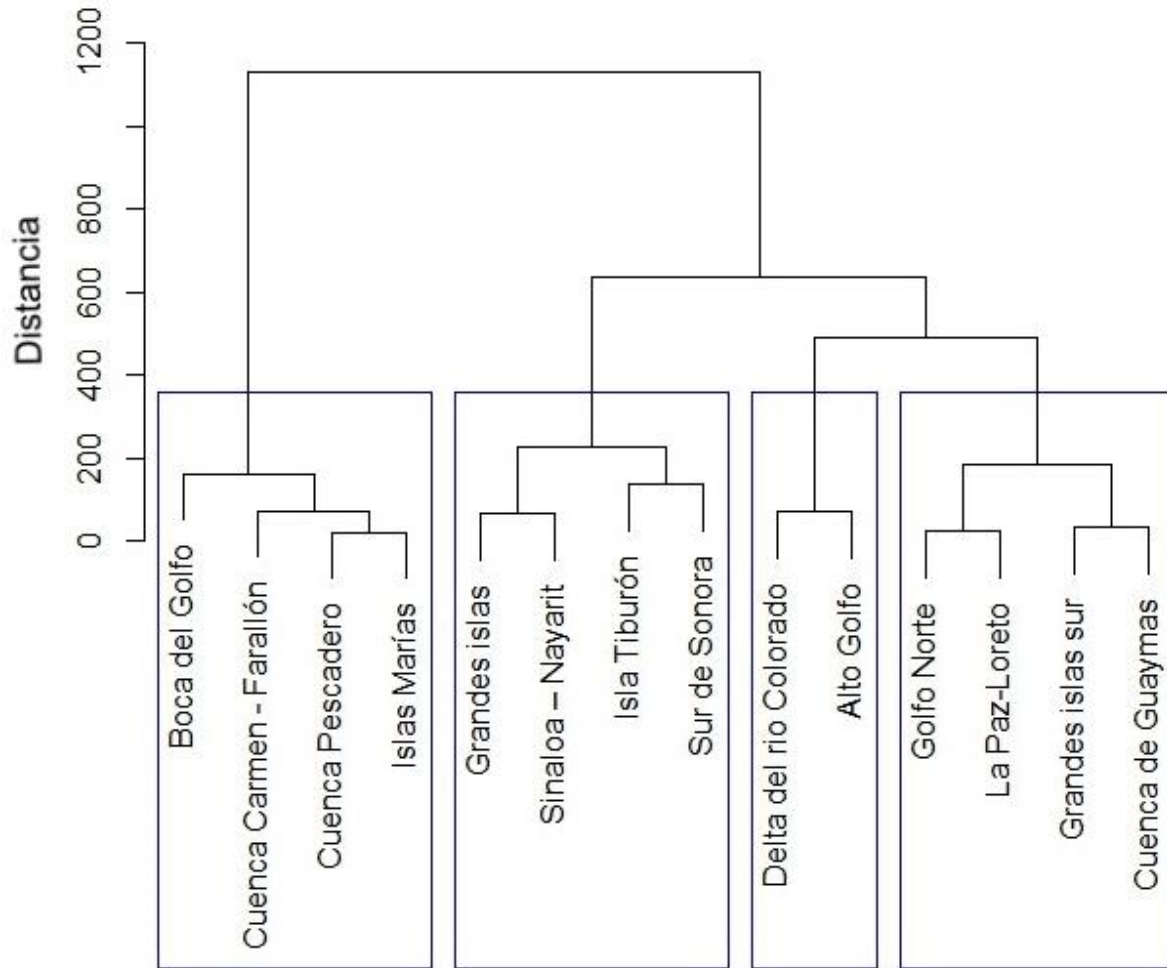 Distancia
1200
800
600
400
200
0
Boca del Golfo
Cuenca Carmen - Farallón
Cuenca Pescadero
Islas Marías
Grandes islas
Sinaloa – Nayarit
Isla Tiburón
Sur de Sonora
Delta del rio Colorado
Alto Golfo
Golfo Norte
La Paz-Loreto
Grandes islas sur
Cuenca de Guaymas